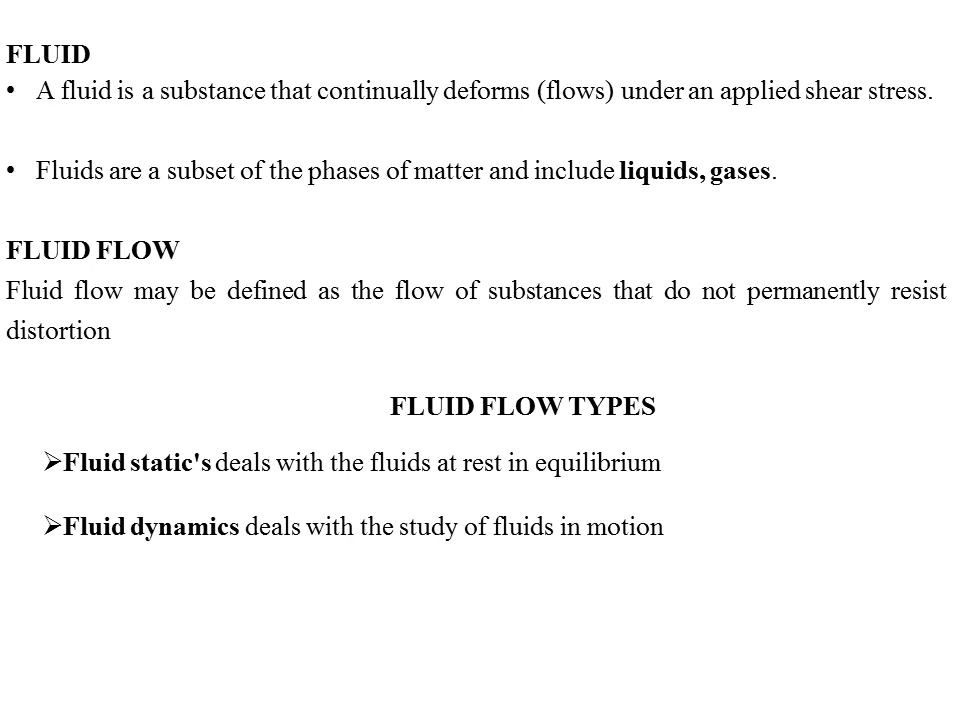 FLUID
• A fluid is a substance that continually deforms (flows) under an applied shear stress.
• Fluids are a subset of the phases of matter and include liquids, gases.
FLUID FLOW
Fluid flow may be defined as the flow of substances that do not permanently resist
distortion
FLUID FLOW TYPES
➢Fluid static's deals with the fluids at rest in equilibrium
➢Fluid dynamics deals with the study of fluids in motion